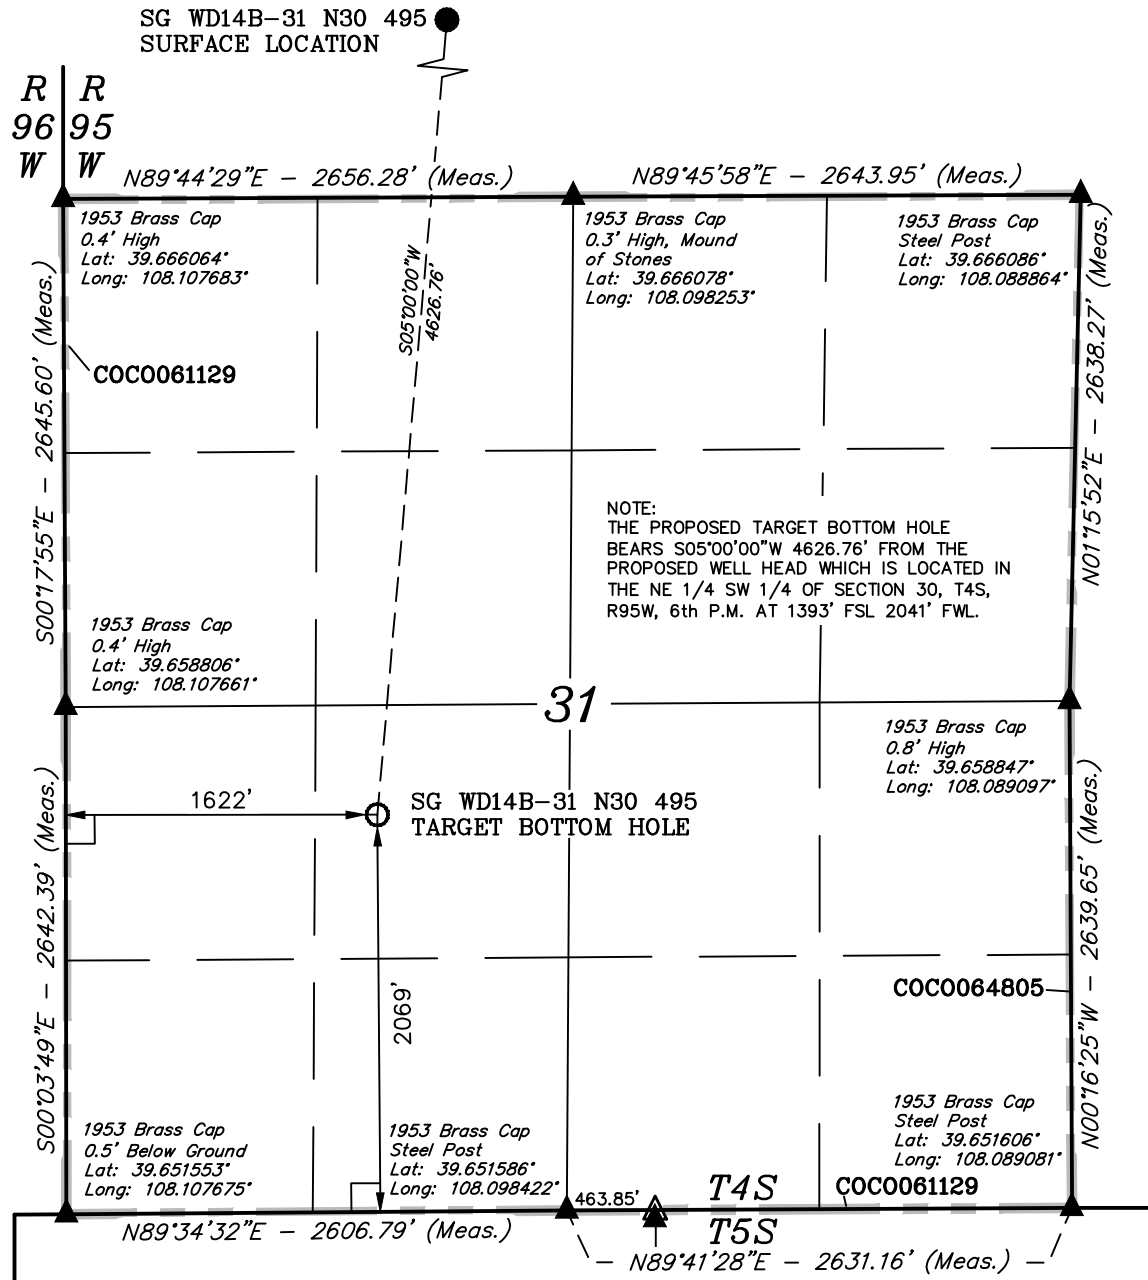 SG WD14B-31 N30 495
SURFACE LOCATION
R R
96 95
W W
N89°44'29"E - 2656.28' (Meas.)
N89°45'58"E - 2643.95' (Meas.)
1953 Brass Cap
0.4' High
Lat: 39.666064°
Long: 108.107683°
1953 Brass Cap
0.3' High, Mound
of Stones
Lat: 39.666078°
Long: 108.098253°
1953 Brass Cap
Steel Post
Lat: 39.666086°
Long: 108.088864°
S05°00'00"W
4626.76'
S00°17'55"E - 2645.60' (Meas.)
N01°15'52"E - 2638.27' (Meas.)
COCO061129
NOTE:
THE PROPOSED TARGET BOTTOM HOLE
BEARS S05°00'00"W 4626.76' FROM THE
PROPOSED WELL HEAD WHICH IS LOCATED IN
THE NE 1/4 SW 1/4 OF SECTION 30, T4S,
R95W, 6th P.M. AT 1393' FSL 2041' FWL.
1953 Brass Cap
0.4' High
Lat: 39.658806°
Long: 108.107661°
31
1953 Brass Cap
0.8' High
Lat: 39.658847°
Long: 108.089097°
1622'
SG WD14B-31 N30 495
TARGET BOTTOM HOLE
S00°03'49"E - 2642.39' (Meas.)
2069'
N00°16'25"W - 2639.65' (Meas.)
COCO064805
1953 Brass Cap
0.5' Below Ground
Lat: 39.651553°
Long: 108.107675°
1953 Brass Cap
Steel Post
Lat: 39.651586°
Long: 108.098422°
1953 Brass Cap
Steel Post
Lat: 39.651606°
Long: 108.089081°
463.85'
T4S
COCO061129
T5S
N89°34'32"E - 2606.79' (Meas.)
N89°41'28"E - 2631.16' (Meas.)